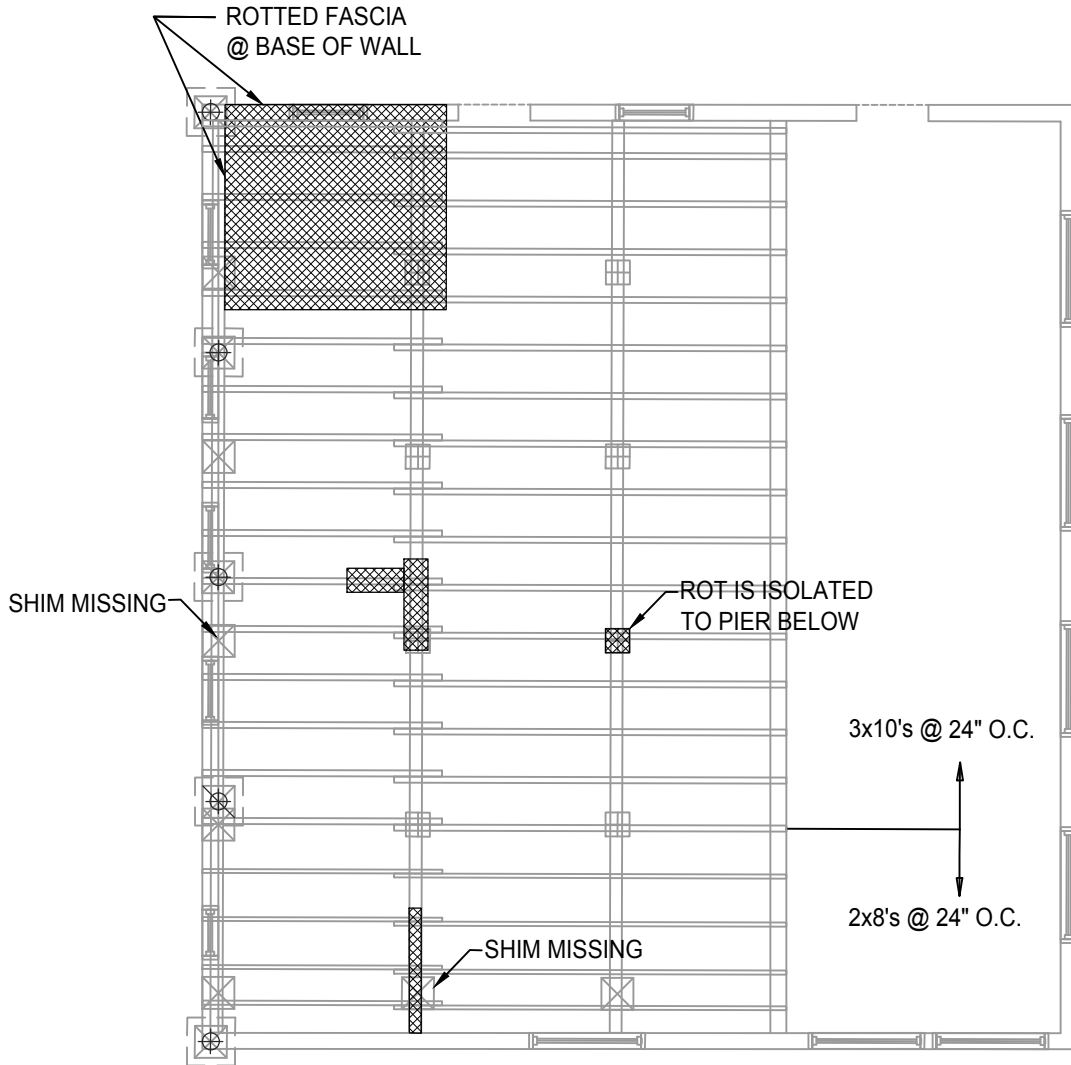 ROTTED FASCIA
@ BASE OF WALL
SHIM MISSING
ROT IS ISOLATED
TO PIER BELOW
3x10's @ 24" O.C.
2x8's @ 24" O.C.
SHIM MISSING